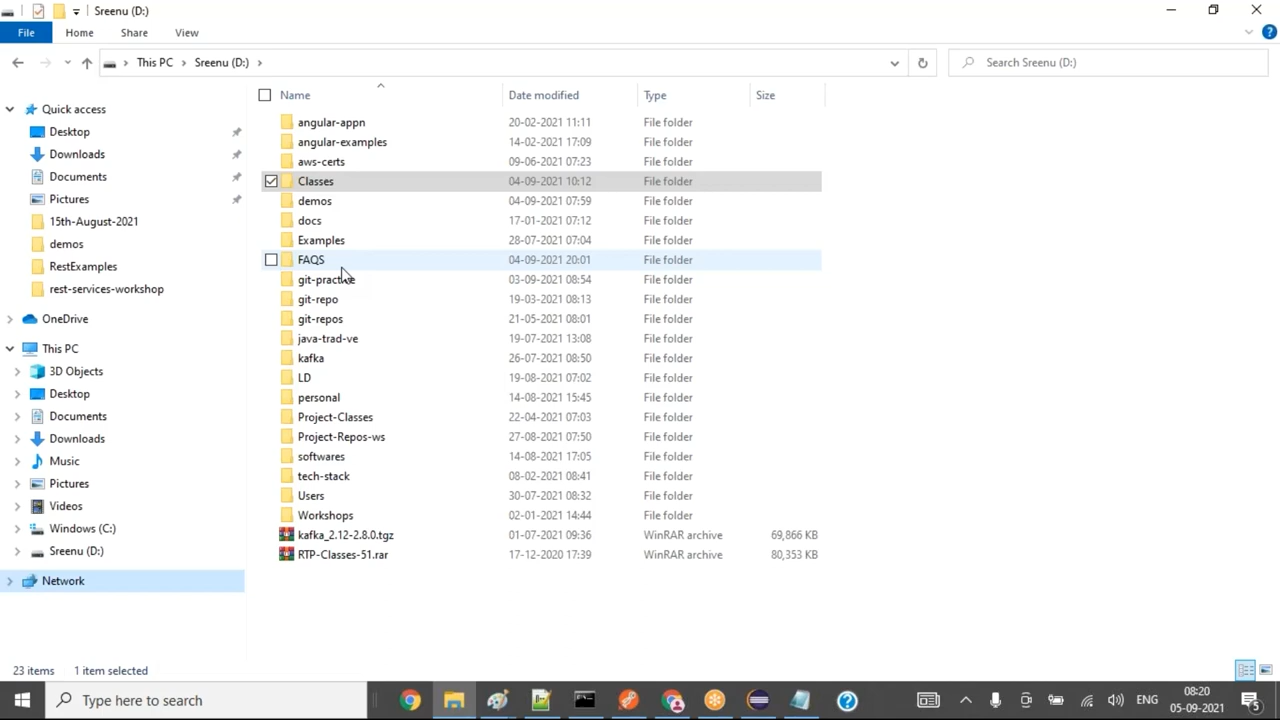 Sreenu (D:)
File Home Share View
This PC Sreenu (D:) Search Sreenu (D:)
Name Date modified Type Size
Quick access
Desktop
Downloads
Documents
Pictures
15th-August-2021
demos
RestExamples
rest-services-workshop
OneDrive
This PC
3D Objects
Desktop
Documents
Downloads
Music
Pictures
Videos
Windows (C:)
Sreenu (D:)
Network
angular-appn 20-02-2021 11:11 File folder
angular-examples 14-02-2021 17:09 File folder
aws-certs 09-06-2021 07:23 File folder
Classes 04-09-2021 10:12 File folder
demos 04-09-2021 07:59 File folder
docs 17-01-2021 07:12 File folder
Examples 28-07-2021 07:04 File folder
FAQS 04-09-2021 20:01 File folder
git-practive 03-09-2021 08:54 File folder
git-repo 19-03-2021 08:13 File folder
git-repos 21-05-2021 08:01 File folder
java-trad-ve 19-07-2021 13:08 File folder
kafka 26-07-2021 08:50 File folder
LD 19-08-2021 07:02 File folder
personal 14-08-2021 15:45 File folder
Project-Classes 22-04-2021 07:03 File folder
Project-Repos-ws 27-08-2021 07:50 File folder
softwares 14-08-2021 17:05 File folder
tech-stack 08-02-2021 08:41 File folder
Users 30-07-2021 08:32 File folder
Workshops 02-01-2021 14:44 File folder
kafka_2.12-2.8.0.tgz 01-07-2021 09:36 WinRAR archive 69,866 KB
RTP-Classes-51.rar 17-12-2020 17:39 WinRAR archive 80,353 KB
23 items 1 item selected
Type here to search ENG 08:20
05-09-2021 5